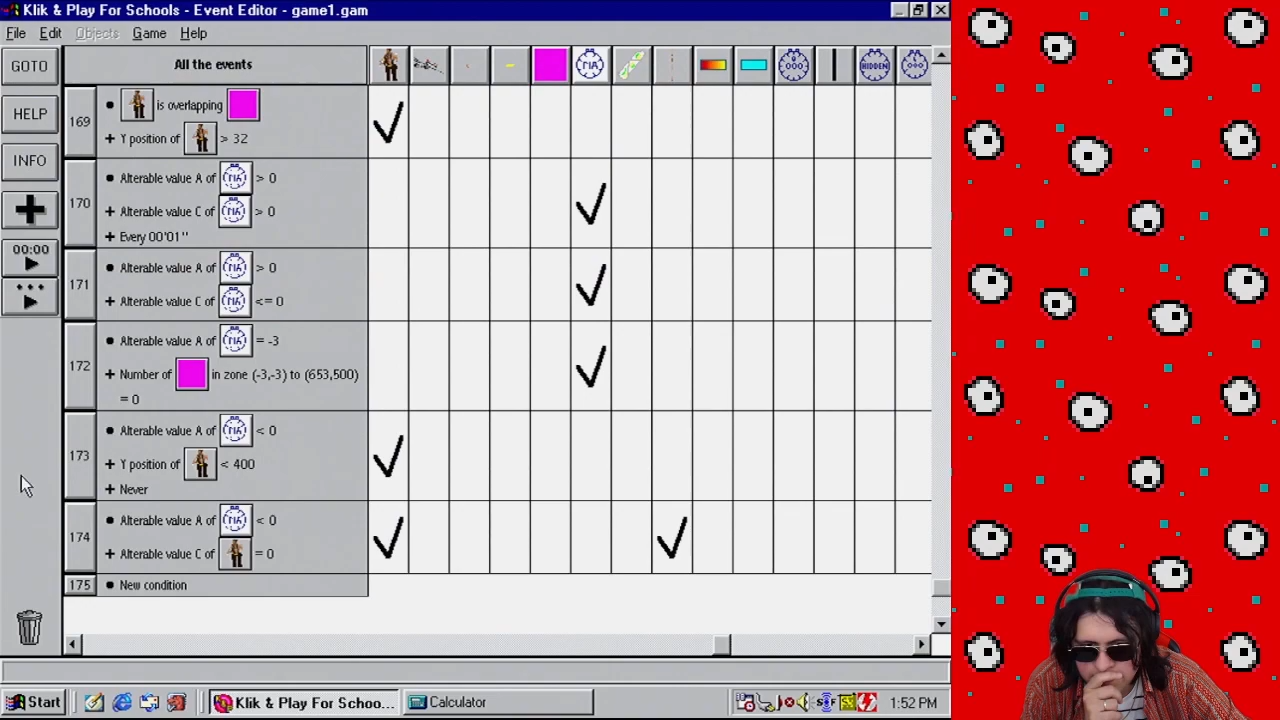 Klik & Play For Schools - Event Editor - game1.gam
File Edit Objects Game Help
GOTO
All the events
000
HIDDEN
HELP
INFO
00:00
169
• is overlapping
+ Y position of > 32
170
• Alterable value A of > 0
+ Alterable value C of > 0
+ Every 00'01"
171
• Alterable value A of > 0
+ Alterable value C of <= 0
172
• Alterable value A of = -3
+ Number of in zone (-3,-3) to (653,500)
= 0
173
• Alterable value A of < 0
+ Y position of < 400
+ Never
174
• Alterable value A of < 0
+ Alterable value C of = 0
175
• New condition
Start
Klik & Play For Schoo...
Calculator
1:52 PM